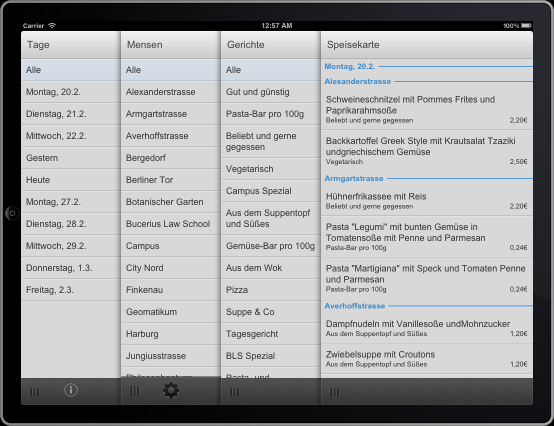 Carrier
12:57 AM
100%
Tage
Alle
Montag, 20.2.
Dienstag, 21.2.
Mittwoch, 22.2.
Gestern
Heute
Montag, 27.2.
Dienstag, 28.2.
Mittwoch, 29.2.
Donnerstag, 1.3.
Freitag, 2.3.
Mensen
Alle
Alexanderstrasse
Armgartstrasse
Averhoffstrasse
Bergedorf
Berliner Tor
Botanischer Garten
Bucerius Law School
Campus
City Nord
Finkenau
Geomatikum
Harburg
Jungiusstrasse
Gerichte
Alle
Gut und günstig
Pasta-Bar pro 100g
Beliebt und gerne
gegessen
Vegetarisch
Campus Spezial
Aus dem Suppentopf
und Süßes
Gemüse-Bar pro 100g
Aus dem Wok
Pizza
Suppe & Co
Tagesgericht
BLS Spezial
Pasta- und
Speisekarte
Montag, 20.2.
Alexanderstrasse
Schweineschnitzel mit Pommes Frites und
Paprikarahmsoße
Beliebt und gerne gegessen 2,20€
Backkartoffel Greek Style mit Krautsalat Tzaziki
undgriechischem Gemüse
Vegetarisch 2,50€
Armgartstrasse
Hühnerfrikassee mit Reis
Beliebt und gerne gegessen 2,20€
Pasta "Legumi" mit bunten Gemüse in
Tomatensoße mit Penne und Parmesan
Pasta-Bar pro 100g 0,24€
Pasta "Martigiana" mit Speck und Tomaten Penne
und Parmesan
Pasta-Bar pro 100g 0,24€
Averhoffstrasse
Dampfnudeln mit Vanillesoße undMohnzucker
Aus dem Suppentopf und Süßes 1,20€
Zwiebelsuppe mit Croutons
Aus dem Suppentopf und Süßes 1,20€